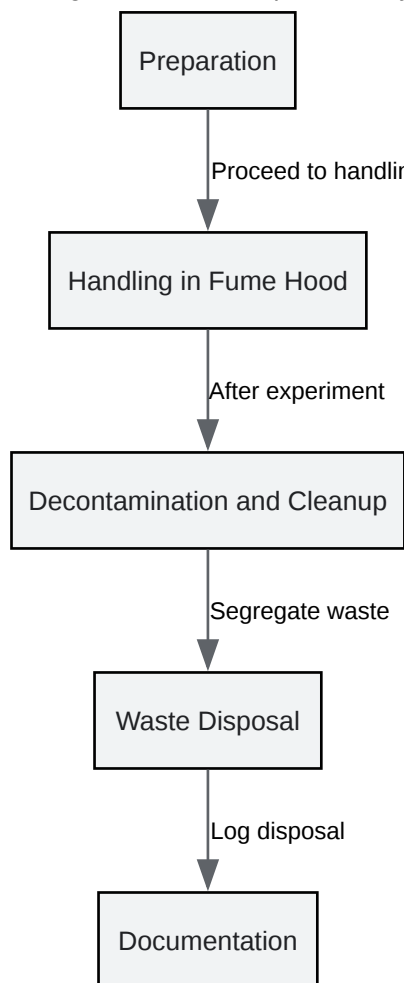 Preparation
Proceed to
Handling in Fume Hood
After experiment
Decontamination and Cleanup
Segregate waste
Waste Disposal
Log disposal
Documentation